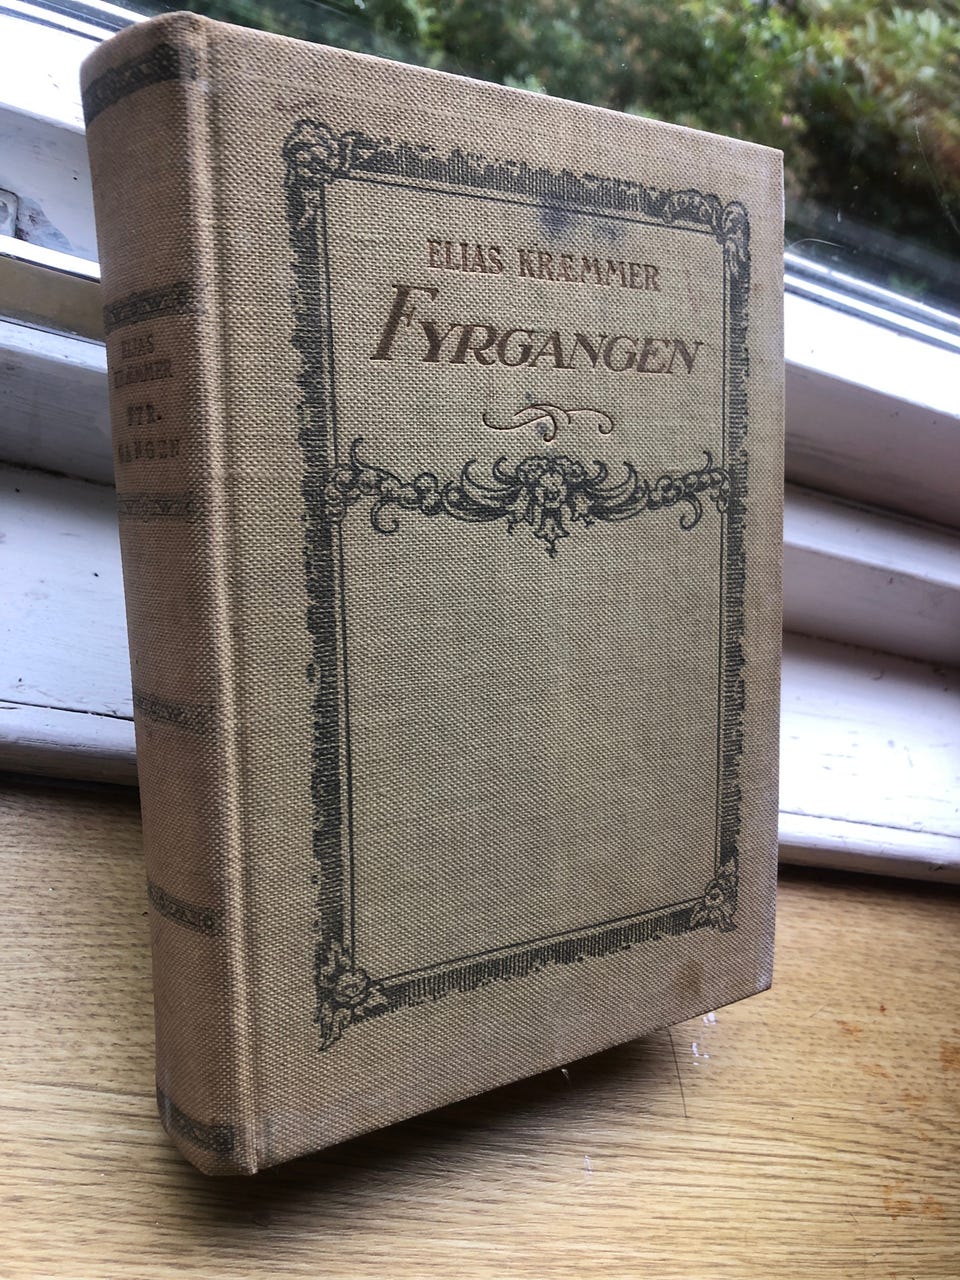 ELIAS KRÆMMER
FYRGANGEN
ELIAS
KRÆMMER
FYR-
GANGEN